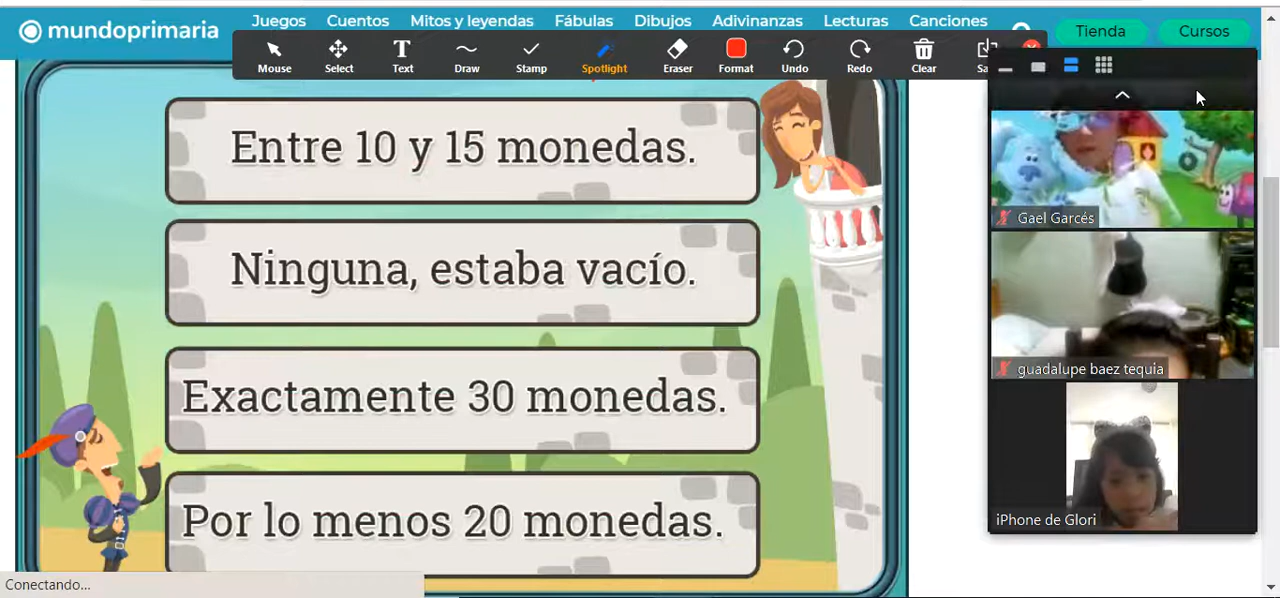 mundoprimaria
Juegos Cuentos Mitos y leyendas Fábulas Dibujos Adivinanzas Lecturas Canciones
Tienda Cursos
Mouse Select Text Draw Stamp Spotlight Eraser Format Undo Redo Clear Sa
Entre 10 y 15 monedas.
Ninguna, estaba vacío.
Exactamente 30 monedas.
Por lo menos 20 monedas.
Gael Garcés
guadalupe baez tequia
iPhone de Glori
Conectando...